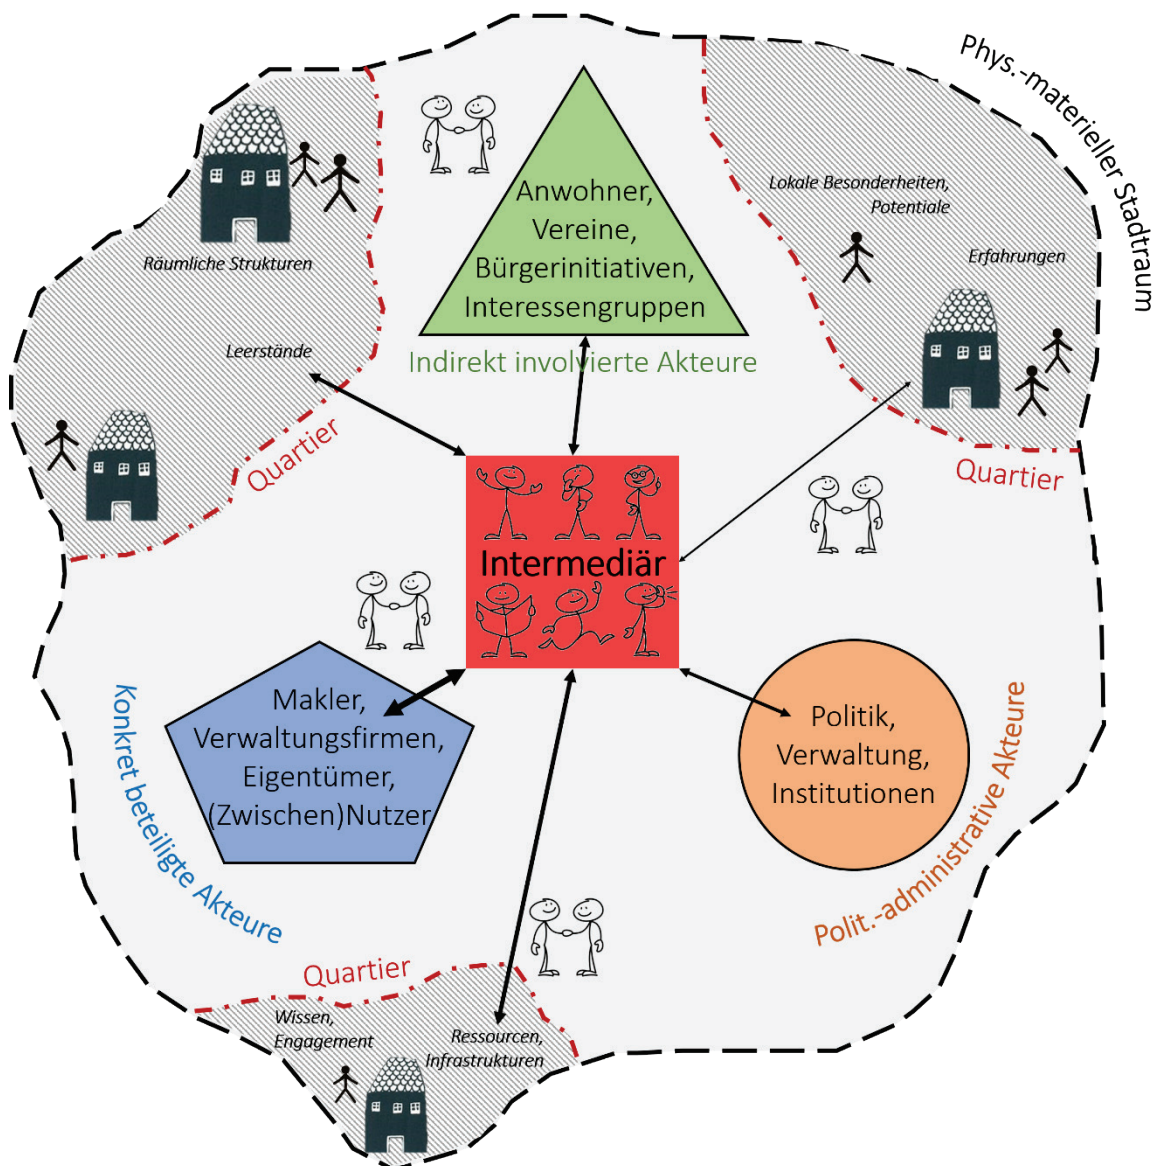 Phys.-materieller Stadtraum
Anwohner,
Vereine,
Bürgerinitiativen,
Interessengruppen
Indirekt involvierte Akteure
Lokale Besonderheiten,
Potentiale
Erfahrungen
Quartier
Räumliche Strukturen
Leerstände
Quartier
Intermediär
Makler,
Verwaltungsfirmen,
Eigentümer,
(Zwischen)Nutzer
Konkret beteiligte Akteure
Politik,
Verwaltung,
Institutionen
Polit.-administrative Akteure
Quartier
Wissen,
Engagement
Ressourcen,
Infrastrukturen